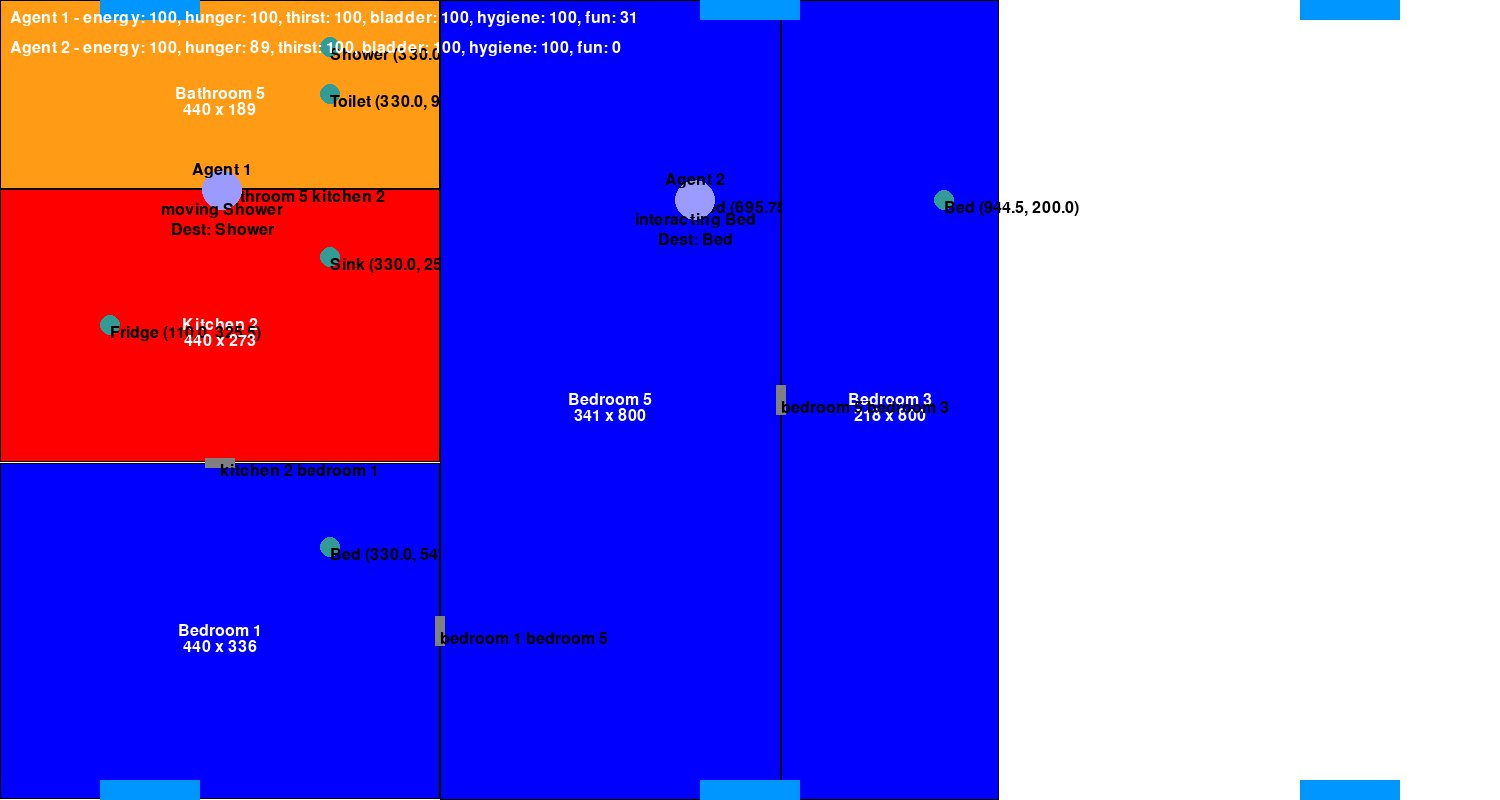 Agent 1 - energy: 100, hunger: 100, thirst: 100, bladder: 100, hygiene: 100, fun: 31
Agent 2 - energy: 100, hunger: 89, thirst: 100, bladder: 100, hygiene: 100, fun: 0
Shower (330.0
Bathroom 5
440 x 189
Toilet (330.0, 9
Agent 1
throom 5 kitchen 2
moving Shower
Dest: Shower
Agent 2
d (695.75
interacting Bed
Dest: Bed
Bed (944.5, 200.0)
Sink (330.0, 25
Kitchen 2
440 x 273
Fridge (110.0, 325.5)
kitchen 2 bedroom 1
Bedroom 5
341 x 800
Bedroom 3
218 x 800
bedroom 5 bedroom 3
Bed (330.0, 54
Bedroom 1
440 x 336
bedroom 1 bedroom 5